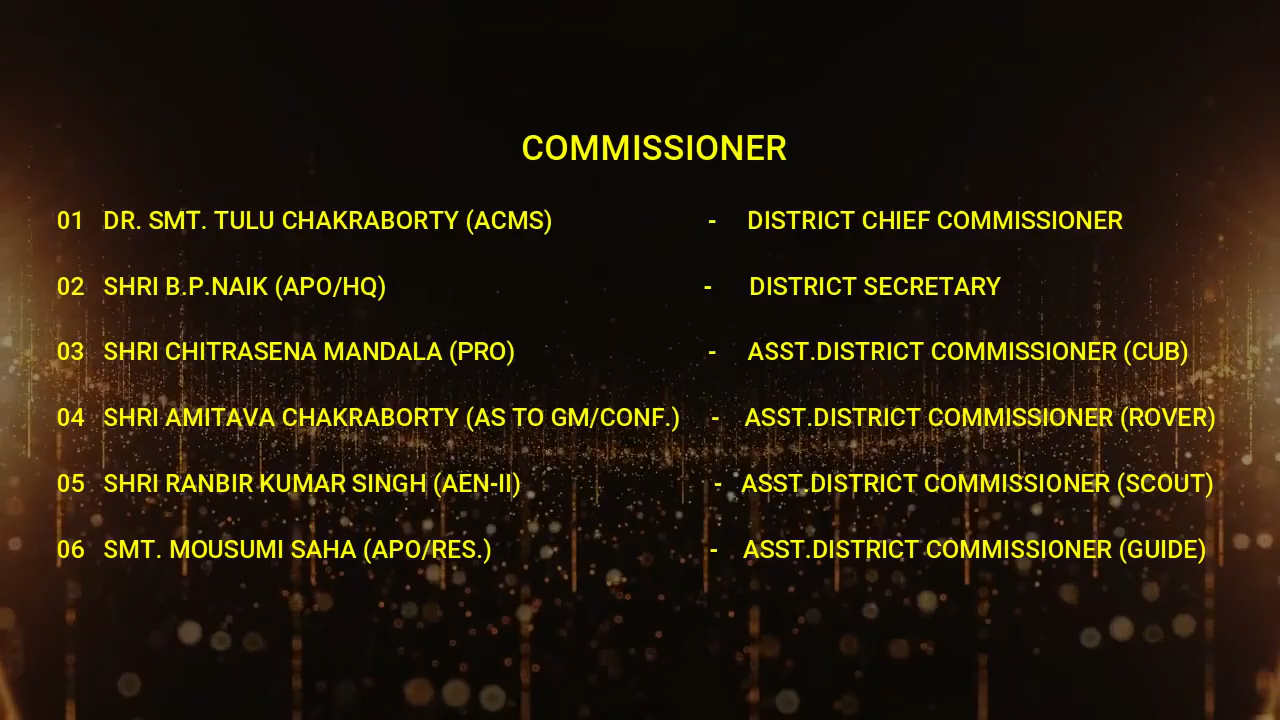 COMMISSIONER
01 DR. SMT. TULU CHAKRABORTY (ACMS) - DISTRICT CHIEF COMMISSIONER
02 SHRI B.P.NAIK (APO/HQ) - DISTRICT SECRETARY
03 SHRI CHITRASENA MANDALA (PRO) - ASST.DISTRICT COMMISSIONER (CUB)
04 SHRI AMITAVA CHAKRABORTY (AS TO GM/CONF.) - ASST.DISTRICT COMMISSIONER (ROVER)
05 SHRI RANBIR KUMAR SINGH (AEN-II) - ASST.DISTRICT COMMISSIONER (SCOUT)
06 SMT. MOUSUMI SAHA (APO/RES.) - ASST.DISTRICT COMMISSIONER (GUIDE)